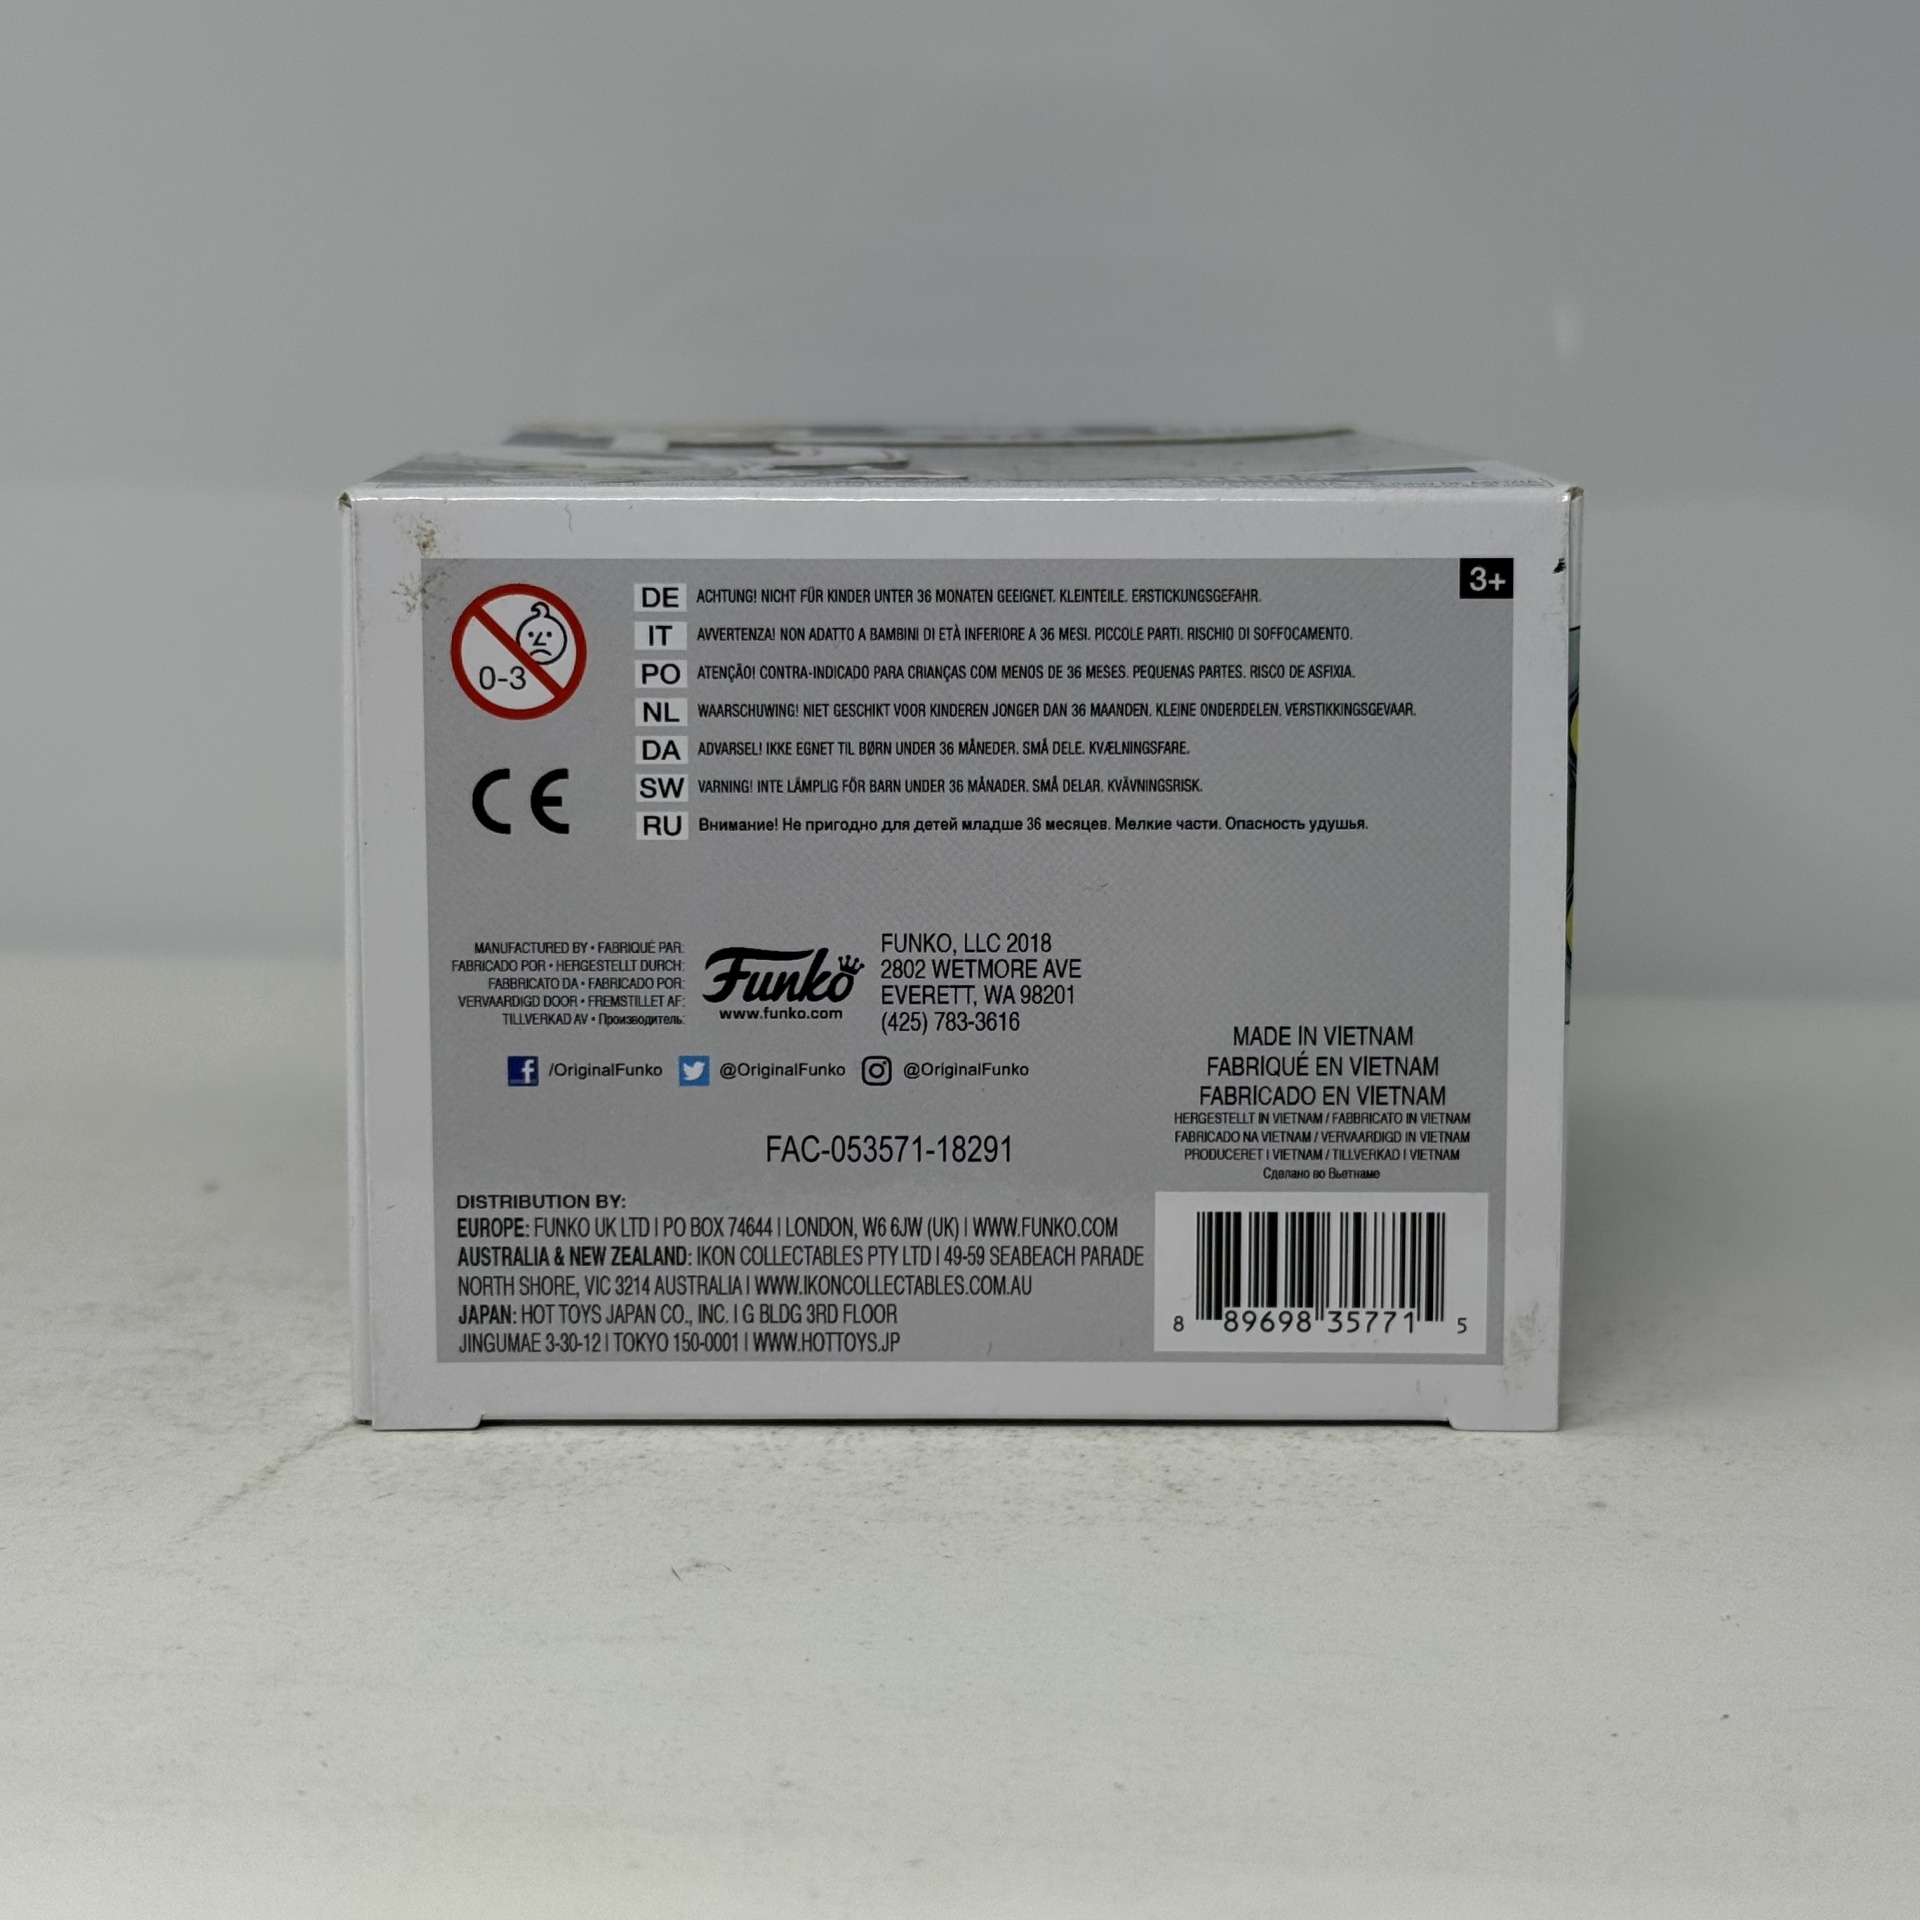 3+
0-3
DE ACHTUNG! NICHT FÜR KINDER UNTER 36 MONATEN GEEIGNET. KLEINTEILE. ERSTICKUNGSGEFAHR.
IT AVVERTENZA! NON ADATTO A BAMBINI DI ETÀ INFERIORE A 36 MESI. PICCOLE PARTI. RISCHIO DI SOFFOCAMENTO.
PO ATENÇÃO! CONTRA-INDICADO PARA CRIANÇAS COM MENOS DE 36 MESES. PEQUENAS PARTES. RISCO DE ASFIXIA.
NL WAARSCHUWING! NIET GESCHIKT VOOR KINDEREN JONGER DAN 36 MAANDEN. KLEINE ONDERDELEN. VERSTIKKINGSGEVAAR.
DA ADVARSEL! IKKE EGNET TIL BØRN UNDER 36 MÅNEDER. SMÅ DELE. KVÆLNINGSFARE.
SW VARNING! INTE LÄMPLIG FÖR BARN UNDER 36 MÅNADER. SMÅ DELAR. KVÄVNINGSRISK.
RU Внимание! Не пригодно для детей младше 36 месяцев. Мелкие части. Опасность удушья.
CE
MANUFACTURED BY • FABRIQUÉ PAR:
FABRICADO POR • HERGESTELLT DURCH:
FABBRICATO DA • FABRICADO POR:
VERVAARDIGD DOOR • FREMSTILLET AF:
TILLVERKAD AV • Производитель:
Funko
www.funko.com
FUNKO, LLC 2018
2802 WETMORE AVE
EVERETT, WA 98201
(425) 783-3616
/OriginalFunko @OriginalFunko @OriginalFunko
FAC-053571-18291
MADE IN VIETNAM
FABRIQUÉ EN VIETNAM
FABRICADO EN VIETNAM
HERGESTELLT IN VIETNAM / FABBRICATO IN VIETNAM
FABRICADO NA VIETNAM / VERVAARDIGD IN VIETNAM
PRODUCERET I VIETNAM / TILLVERKAD I VIETNAM
Сделано во Вьетнаме
DISTRIBUTION BY:
EUROPE: FUNKO UK LTD | PO BOX 74644 | LONDON, W6 6JW (UK) | WWW.FUNKO.COM
AUSTRALIA & NEW ZEALAND: IKON COLLECTABLES PTY LTD | 49-59 SEABEACH PARADE
NORTH SHORE, VIC 3214 AUSTRALIA | WWW.IKONCOLLECTABLES.COM.AU
JAPAN: HOT TOYS JAPAN CO., INC. | G BLDG 3RD FLOOR
JINGUMAE 3-30-12 | TOKYO 150-0001 | WWW.HOTTOYS.JP
8 89698 35771 5